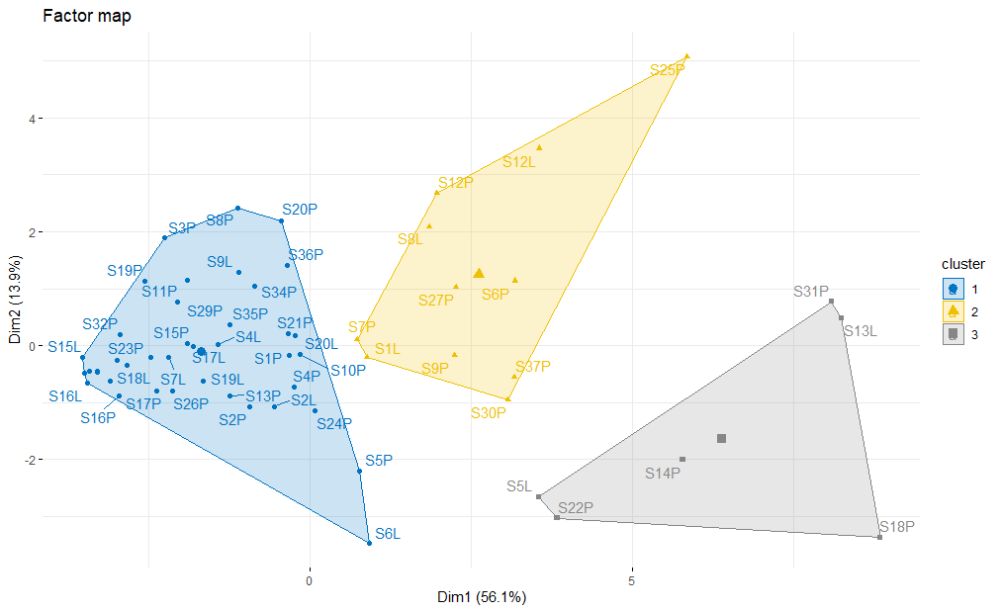 Factor map
S25P
4
S12L
S12P
S20P
S8P
S3P
2
S8L
S36P
S9L
S19P
S11P
S34P
S27P
S6P
S31P
cluster
1
2
3
S29P
S35P
S32P
S15P
S4L
S21P
S7P
S13L
Dim2 (13.9%)
0
S15L
S23P
S17L
S1P
S20L
S1L
S10P
S9P
S37P
S18L
S7L
S19L
S4P
S16L
S17P
S26P
S13P
S2L
S16P
S2P
S24P
S30P
-2
S5P
S14P
S5L
S22P
S6L
S18P
0
5
Dim1 (56.1%)